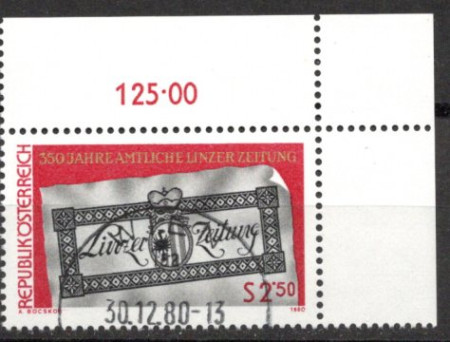 125·00
350 JAHRE AMTLICHE LINZER ZEITUNG
REPUBLIK ÖSTERREICH
Linzer Zeitung
S 2·50
A. BOCSKOR
1980
30.12.80-13